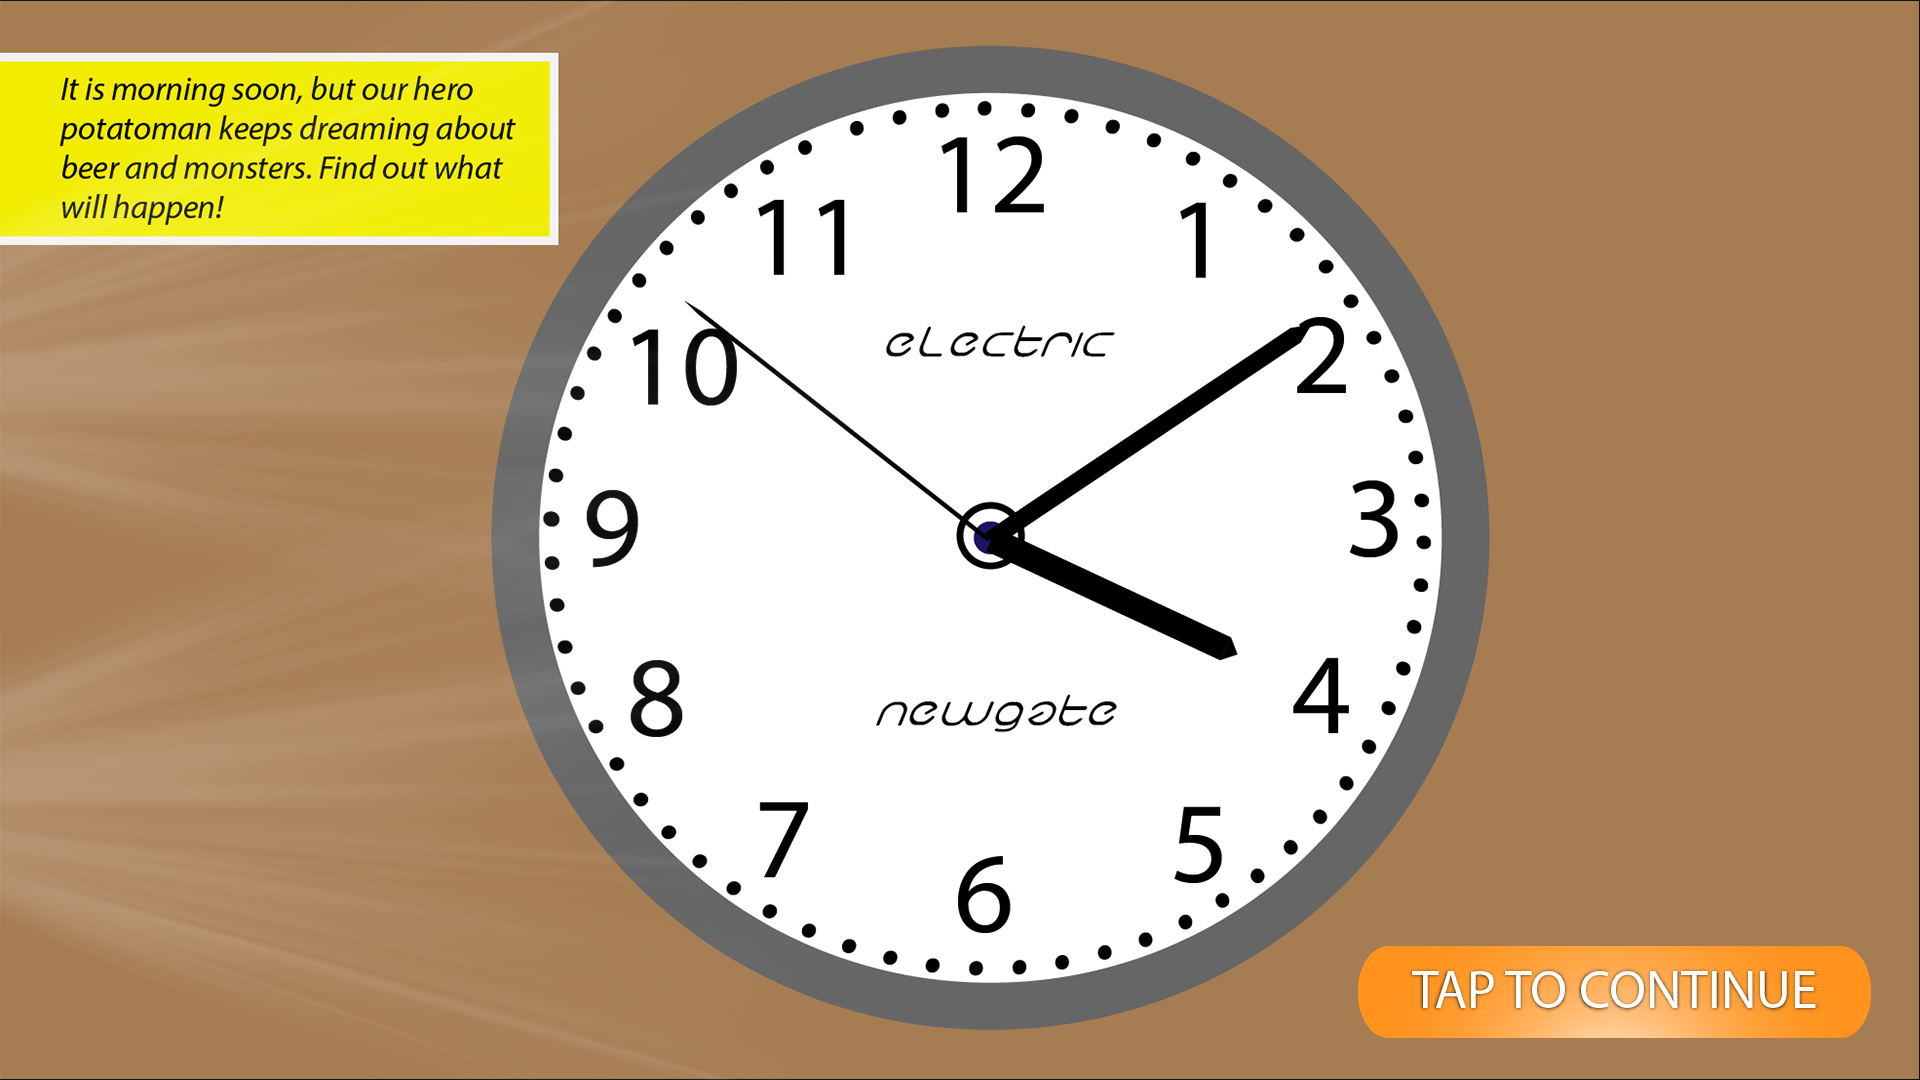 It is morning soon, but our hero
potatoman keeps dreaming about
beer and monsters. Find out what
will happen!
12
11
1
10
2
electric
9
3
8
4
newgate
7
5
6
TAP TO CONTINUE